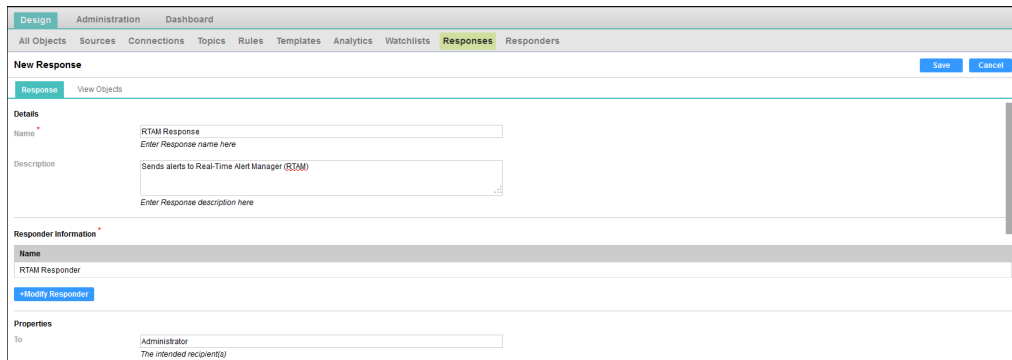 Design Administration Dashboard
All Objects Sources Connections Topics Rules Templates Analytics Watchlists Responses Responders
New Response Save Cancel
Response View Objects
Details
Name * RTAM Response
Enter Response name here
Description Sends alerts to Real-Time Alert Manager (RTAM)
Enter Response description here
Responder Information *
Name
RTAM Responder
+Modify Responder
Properties
To Administrator
The intended recipient(s)